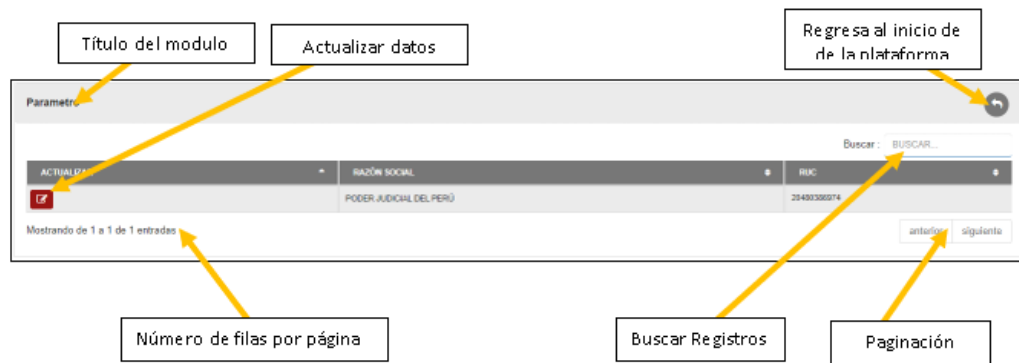 Título del modulo
Actualizar datos
Regresa al inicio de
de la plataforma
Parametro
Buscar : BUSCAR...
ACTUALIZAR RAZÓN SOCIAL RUC
PODER JUDICIAL DEL PERÚ
Mostrando de 1 a 1 de 1 entradas
anterior siguiente
Número de filas por página
Buscar Registros
Paginación